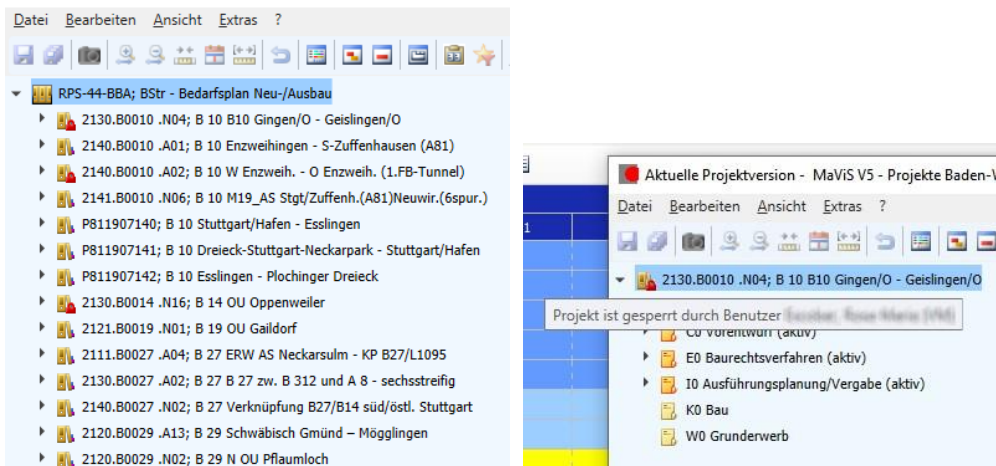 Datei Bearbeiten Ansicht Extras ?
RPS-44-BBA; BStr - Bedarfsplan Neu-/Ausbau
2130.B0010 .N04; B 10 B10 Gingen/O - Geislingen/O
2140.B0010 .A01; B 10 Enzweihingen - S-Zuffenhausen (A81)
2140.B0010 .A02; B 10 W Enzweih. - O Enzweih. (1.FB-Tunnel)
2141.B0010 .N06; B 10 M19_AS Stgt/Zuffenh.(A81)Neuwir.(6spur.)
P811907140; B 10 Stuttgart/Hafen - Esslingen
P811907141; B 10 Dreieck-Stuttgart-Neckarpark - Stuttgart/Hafen
P811907142; B 10 Esslingen - Plochinger Dreieck
2130.B0014 .N16; B 14 OU Oppenweiler
2121.B0019 .N01; B 19 OU Gaildorf
2111.B0027 .A04; B 27 ERW AS Neckarsulm - KP B27/L1095
2130.B0027 .A02; B 27 B 27 zw. B 312 und A 8 - sechsstreifig
2140.B0027 .N02; B 27 Verknüpfung B27/B14 süd/östl. Stuttgart
2120.B0029 .A13; B 29 Schwäbisch Gmünd – Mögglingen
2120.B0029 .N02; B 29 N OU Pflaumloch
1
Aktuelle Projektversion - MaViS V5 - Projekte Baden-
Datei Bearbeiten Ansicht Extras ?
2130.B0010 .N04; B 10 B10 Gingen/O - Geislingen/O
Projekt ist gesperrt durch Benutzer
C0 Vorentwurf (aktiv)
E0 Baurechtsverfahren (aktiv)
I0 Ausführungsplanung/Vergabe (aktiv)
K0 Bau
W0 Grunderwerb